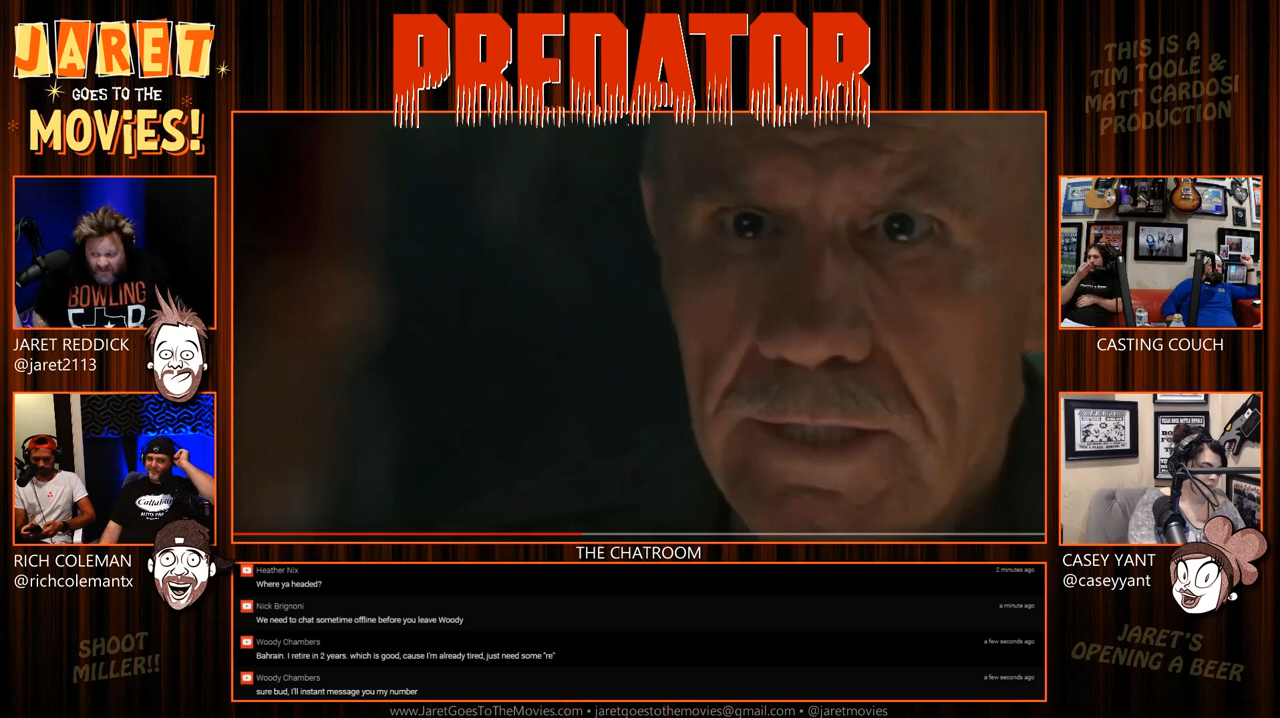 JARET
GOES TO THE
MOVIES!
PREDATOR
THIS IS A
TIM TOOLE &
MATT CARDOSI
PRODUCTION
BOWLING
JARET REDDICK
@jaret2113
CASTING COUCH
RICH COLEMAN
@richcolemantx
CASEY YANT
@caseyyant
SHOOT
MILLER!!
JARET'S
OPENING A BEER
THE CHATROOM
Heather Nix
2 minutes ago
Where ya headed?
Nick Brignoni
a minute ago
We need to chat sometime offline before you leave Woody
Woody Chambers
a few seconds ago
Bahrain. I retire in 2 years. which is good, cause I'm already tired, just need some "re"
Woody Chambers
a few seconds ago
sure bud, I'll instant message you my number
www.JaretGoesToTheMovies.com • jaretgoestothemovies@gmail.com • @jaretmovies